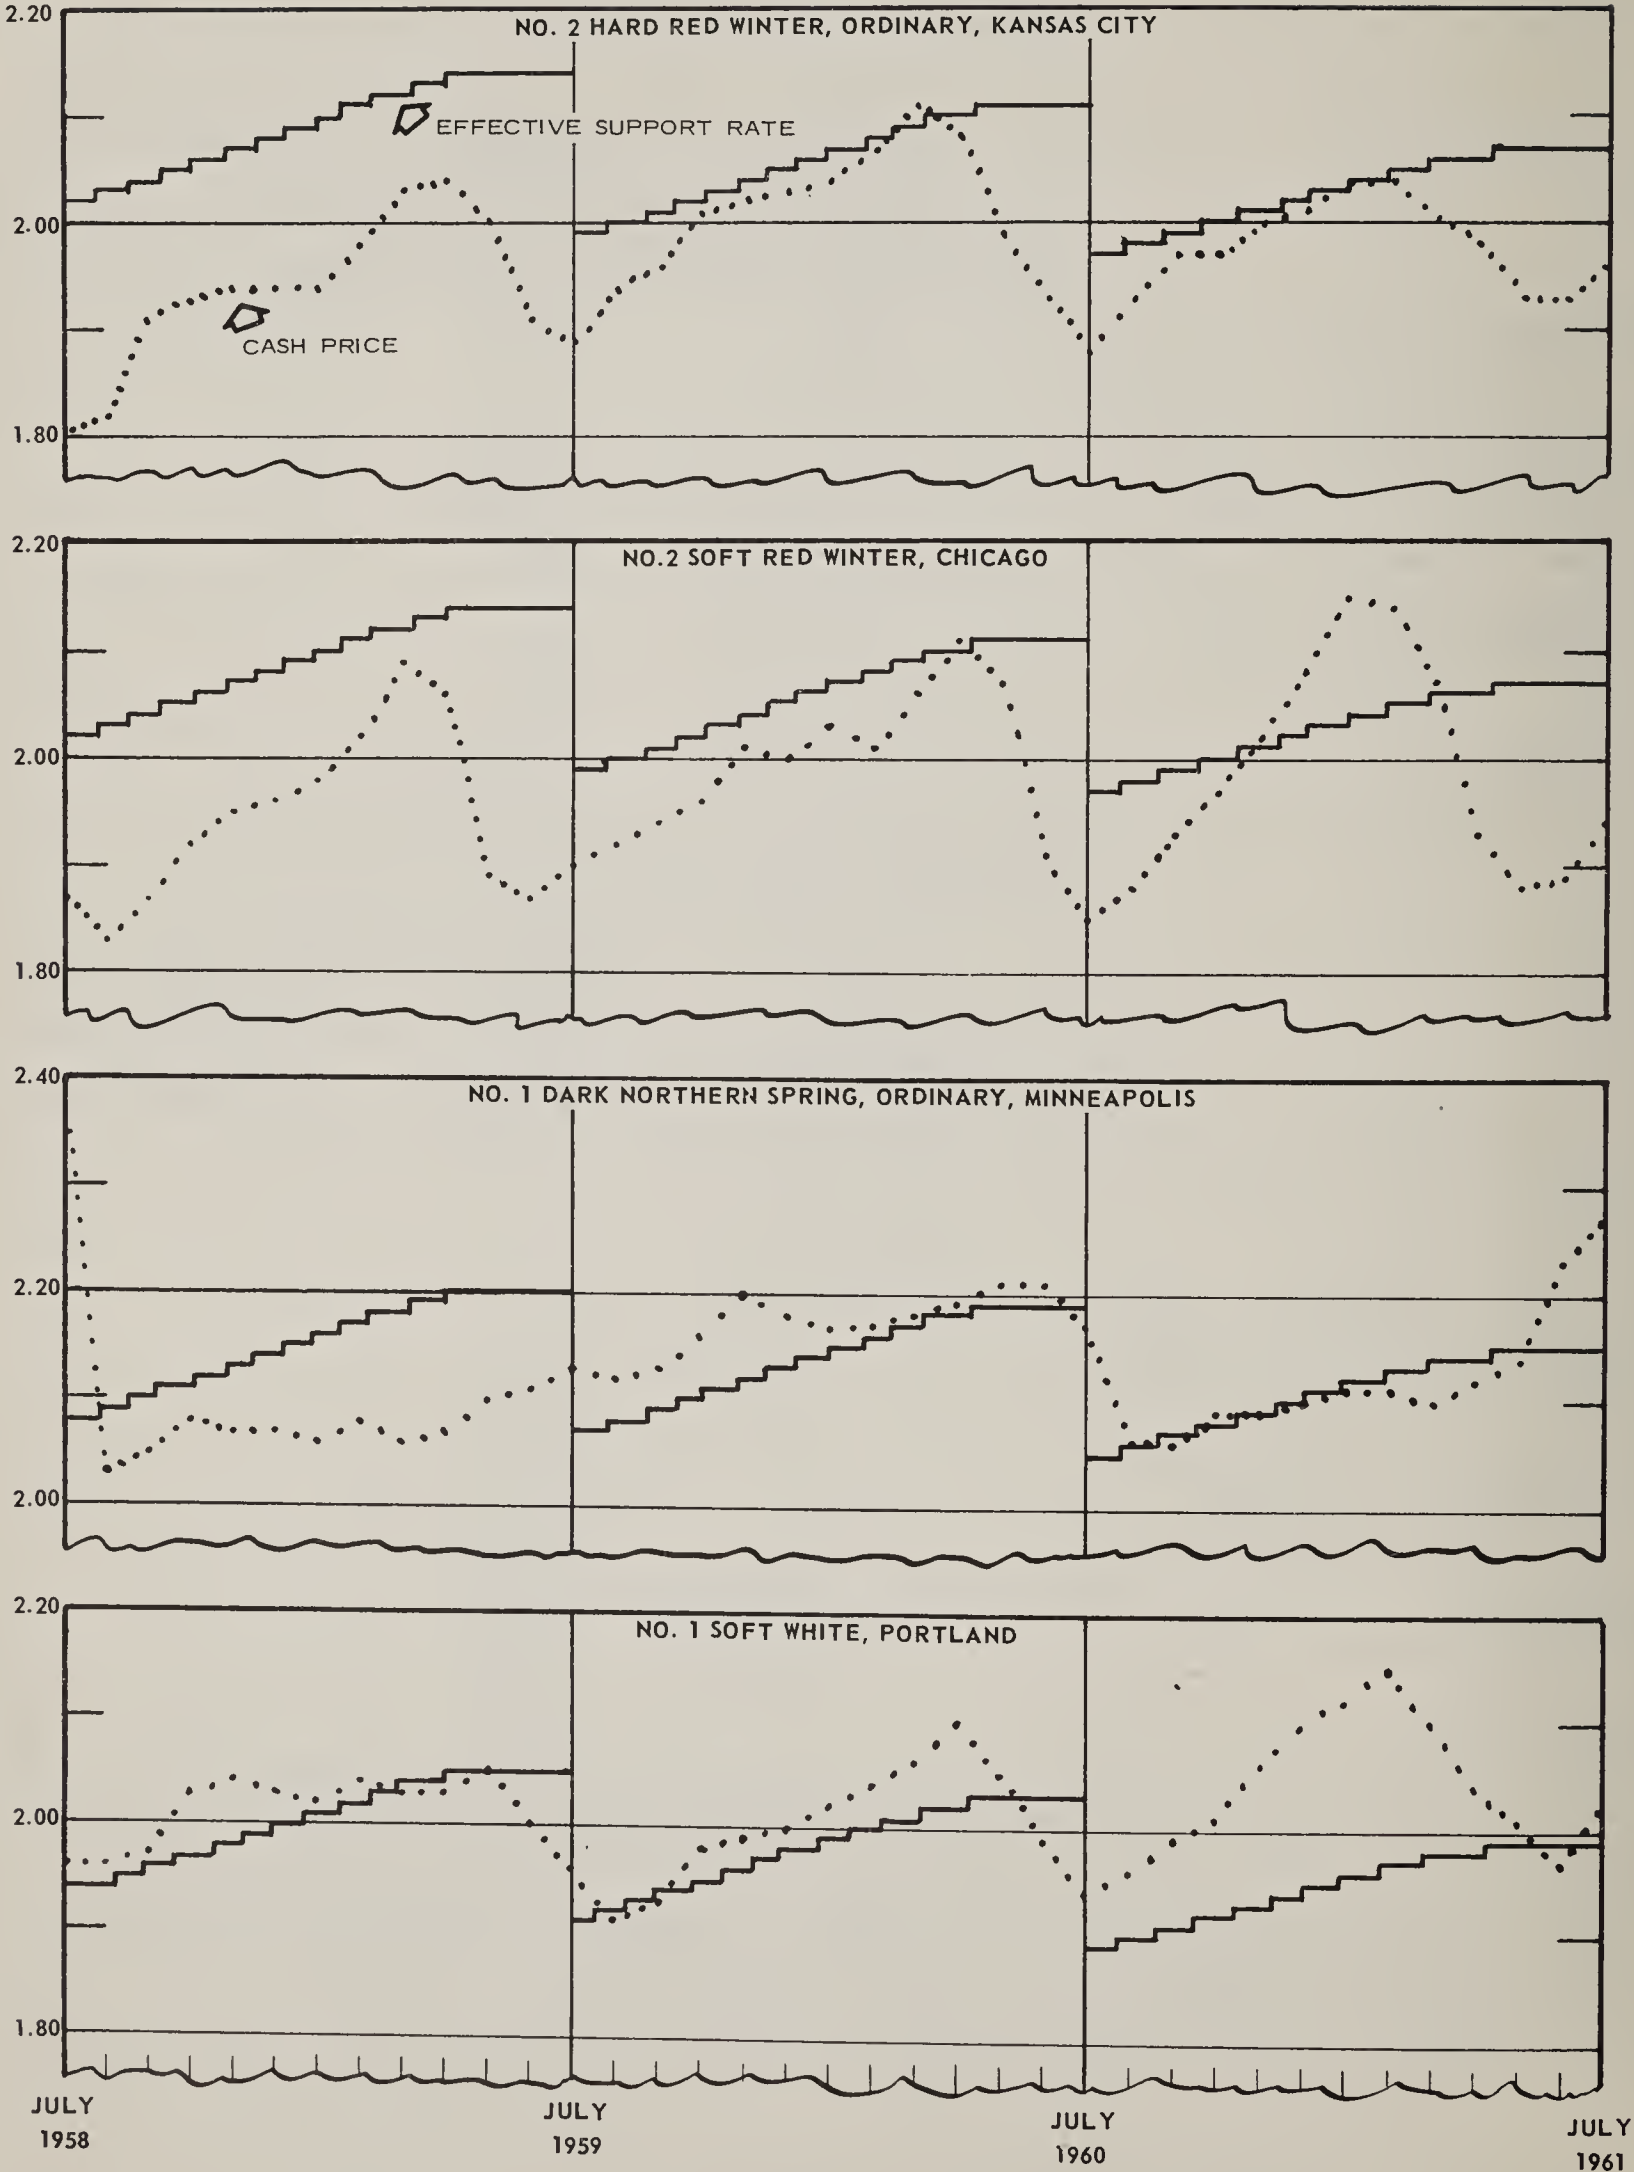 2.20
NO. 2 HARD RED WINTER, ORDINARY, KANSAS CITY
EFFECTIVE SUPPORT RATE
2.00
CASH PRICE
1.80
2.20
NO.2 SOFT RED WINTER, CHICAGO
2.00
1.80
2.40
NO. 1 DARK NORTHERN SPRING, ORDINARY, MINNEAPOLIS
2.20
2.00
2.20
NO. 1 SOFT WHITE, PORTLAND
2.00
1.80
JULY JULY JULY JULY
1958 1959 1960 1961